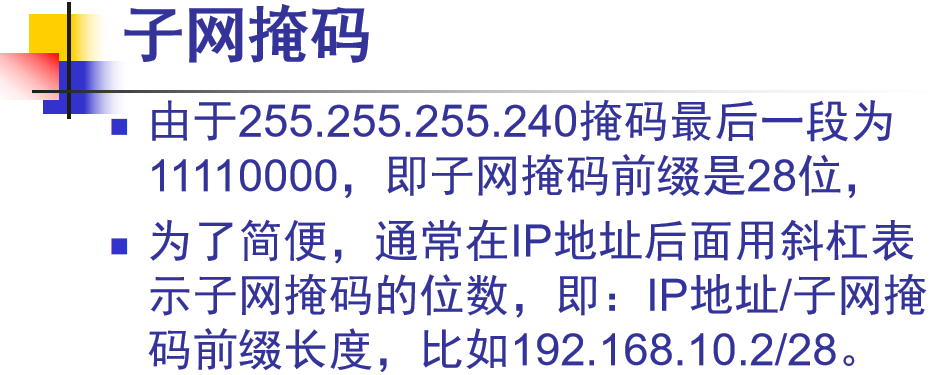 子网掩码
由于255.255.255.240掩码最后一段为
11110000，即子网掩码前缀是28位，
为了简便，通常在IP地址后面用斜杠表
示子网掩码的位数，即：IP地址/子网掩
码前缀长度，比如192.168.10.2/28。